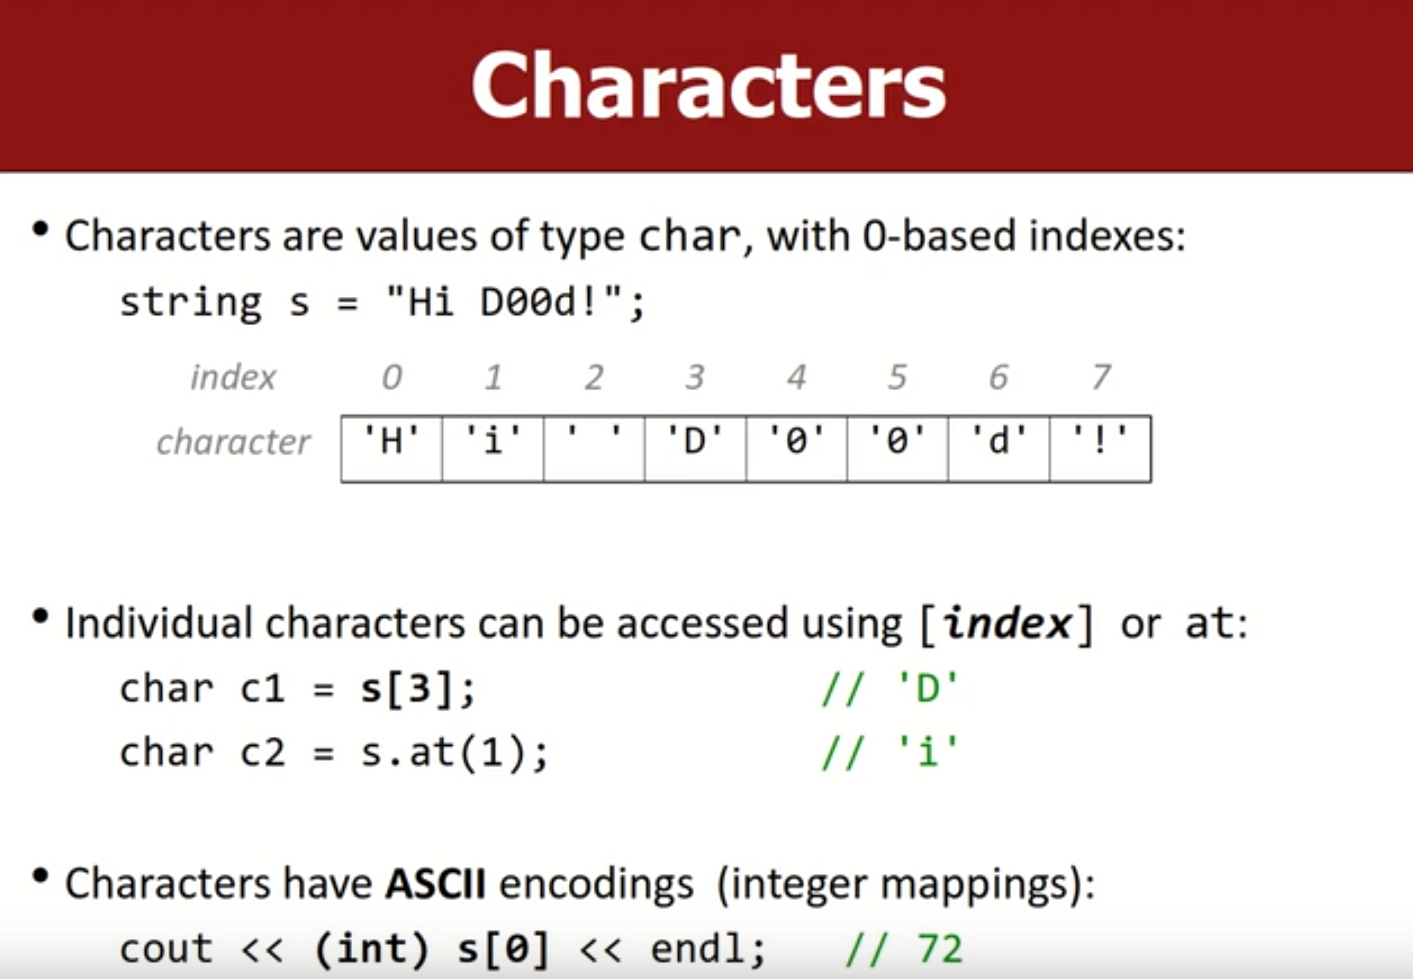 Characters
• Characters are values of type char, with 0-based indexes:
string s = "Hi D00d!";
index 0 1 2 3 4 5 6 7
character 'H' 'i' ' ' 'D' '0' '0' 'd' '!'
• Individual characters can be accessed using [index] or at:
char c1 = s[3]; // 'D'
char c2 = s.at(1); // 'i'
• Characters have ASCII encodings (integer mappings):
cout << (int) s[0] << endl; // 72